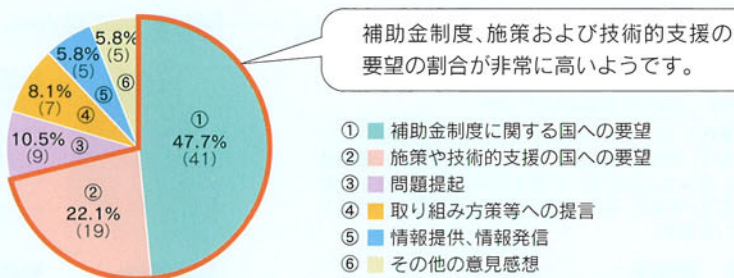 補助金制度、施策および技術的支援の
要望の割合が非常に高いようです。
①
47.7%
(41)
②
22.1%
(19)
10.5% ③
(9)
8.1% ④
(7)
5.8%
(5) ⑤
5.8%
(5)
⑥
① 補助金制度に関する国への要望
② 施策や技術的支援の国への要望
③ 問題提起
④ 取り組み方策等への提言
⑤ 情報提供、情報発信
⑥ その他の意見感想